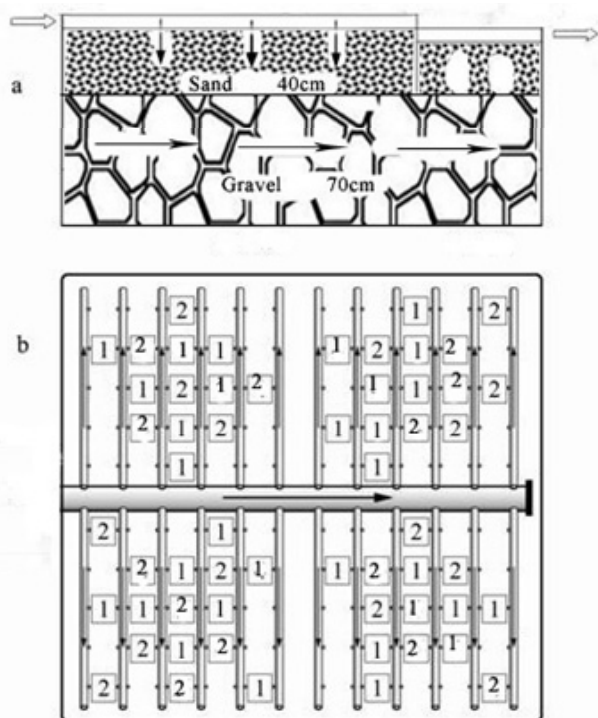 a
Sand 40cm
Gravel 70cm
b
2 1 2
1 2 1 1 1 2 1 2
1 2 1 2 1 1 2 2
2 1 2 1 1 2 2
1 1
2 1 2
2 1 2 1 1 2 1 2
1 1 2 1 2 1 1 1
2 1 2 1 2 1
2 2 1 1 2